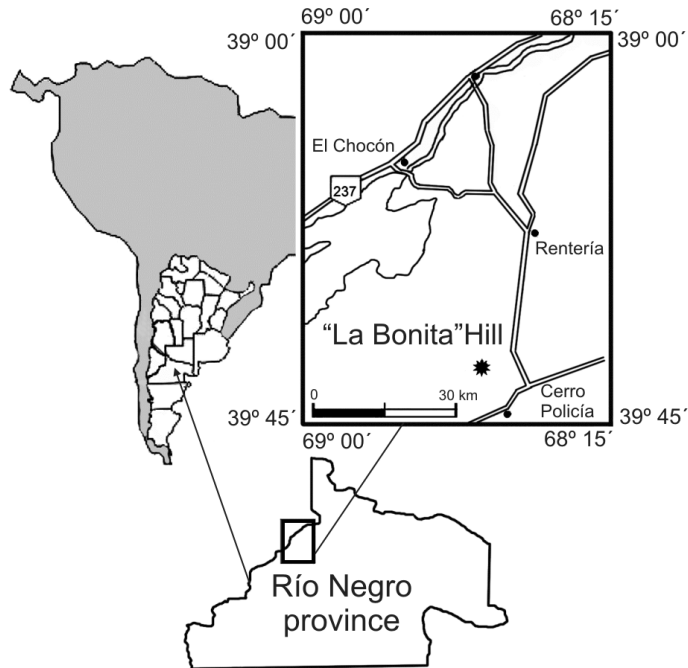 69º 00´
68º 15´
39º 00´
39º 00´
El Chocón
237
Rentería
“La Bonita”Hill
0
30 km
Cerro
Policía
39º 45´
39º 45´
69º 00´
68º 15´
Río Negro
province